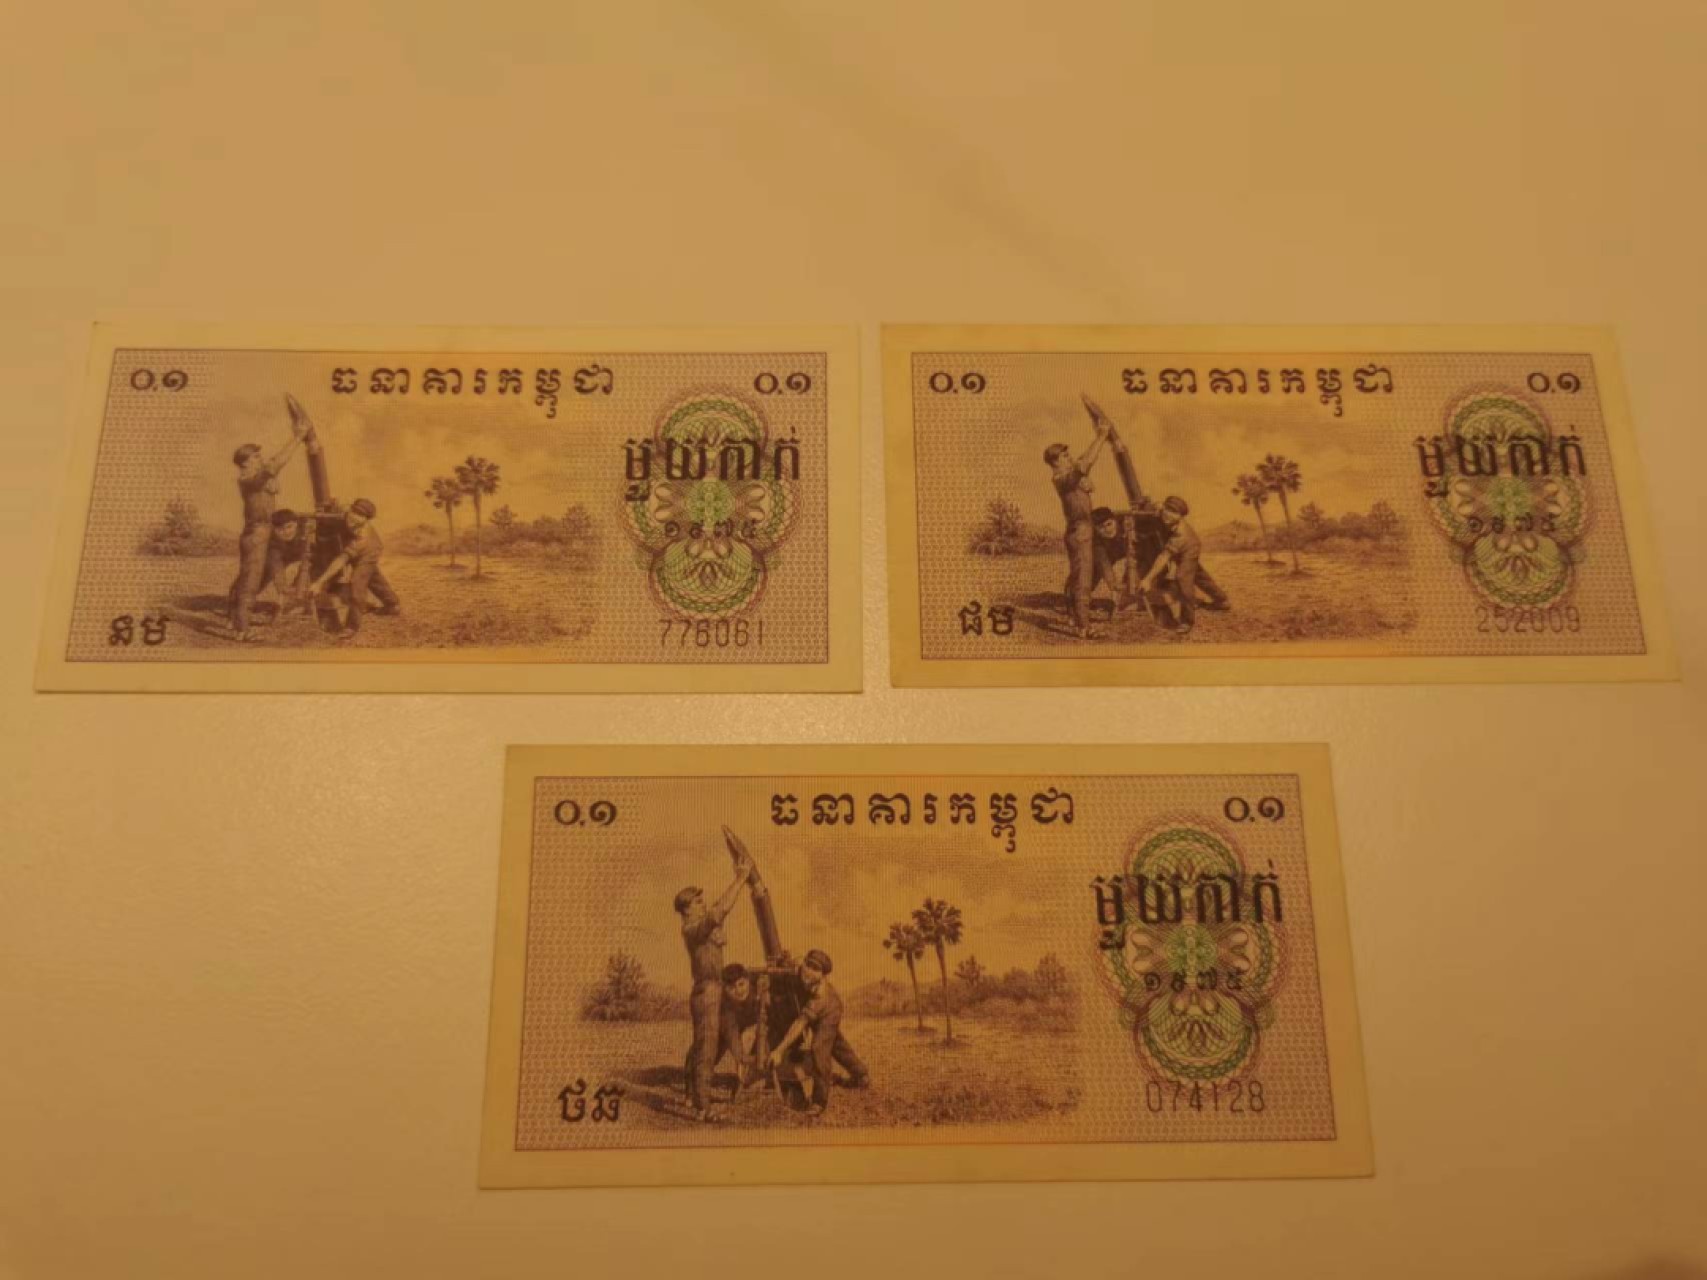 ០.១ ធនាគារកម្ពុជា ០.១
មួយកាក់
១៩៧៥
នម 776061
០.១ ធនាគារកម្ពុជា ០.១
មួយកាក់
១៩៧៥
ផម 252009
០.១ ធនាគារកម្ពុជា ០.១
មួយកាក់
១៩៧៥
ថឆ 074128